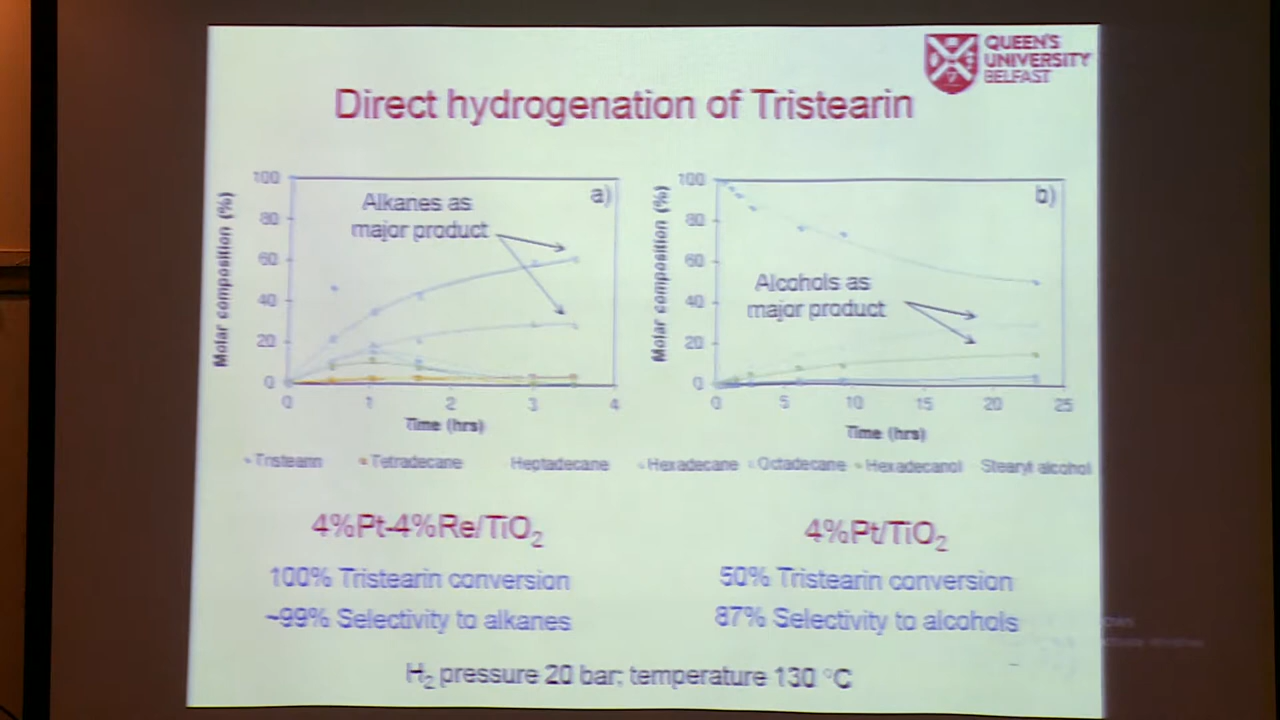 QUEEN'S
UNIVERSITY
BELFAST
Direct hydrogenation of Tristearin
Molar composition (%)
100
80
60
40
20
0
0 1 2 3 4
Time (hrs)
Alkanes as
major product
a)
Molar composition (%)
100
80
60
40
20
0
0 5 10 15 20 25
Time (hrs)
Alcohols as
major product
b)
Tristearin Tetradecane Heptadecane Hexadecane Octadecane Hexadecanol Stearyl alcohol
4%Pt-4%Re/TiO₂
100% Tristearin conversion
~99% Selectivity to alkanes
4%Pt/TiO₂
50% Tristearin conversion
87% Selectivity to alcohols
H₂ pressure 20 bar; temperature 130 °C